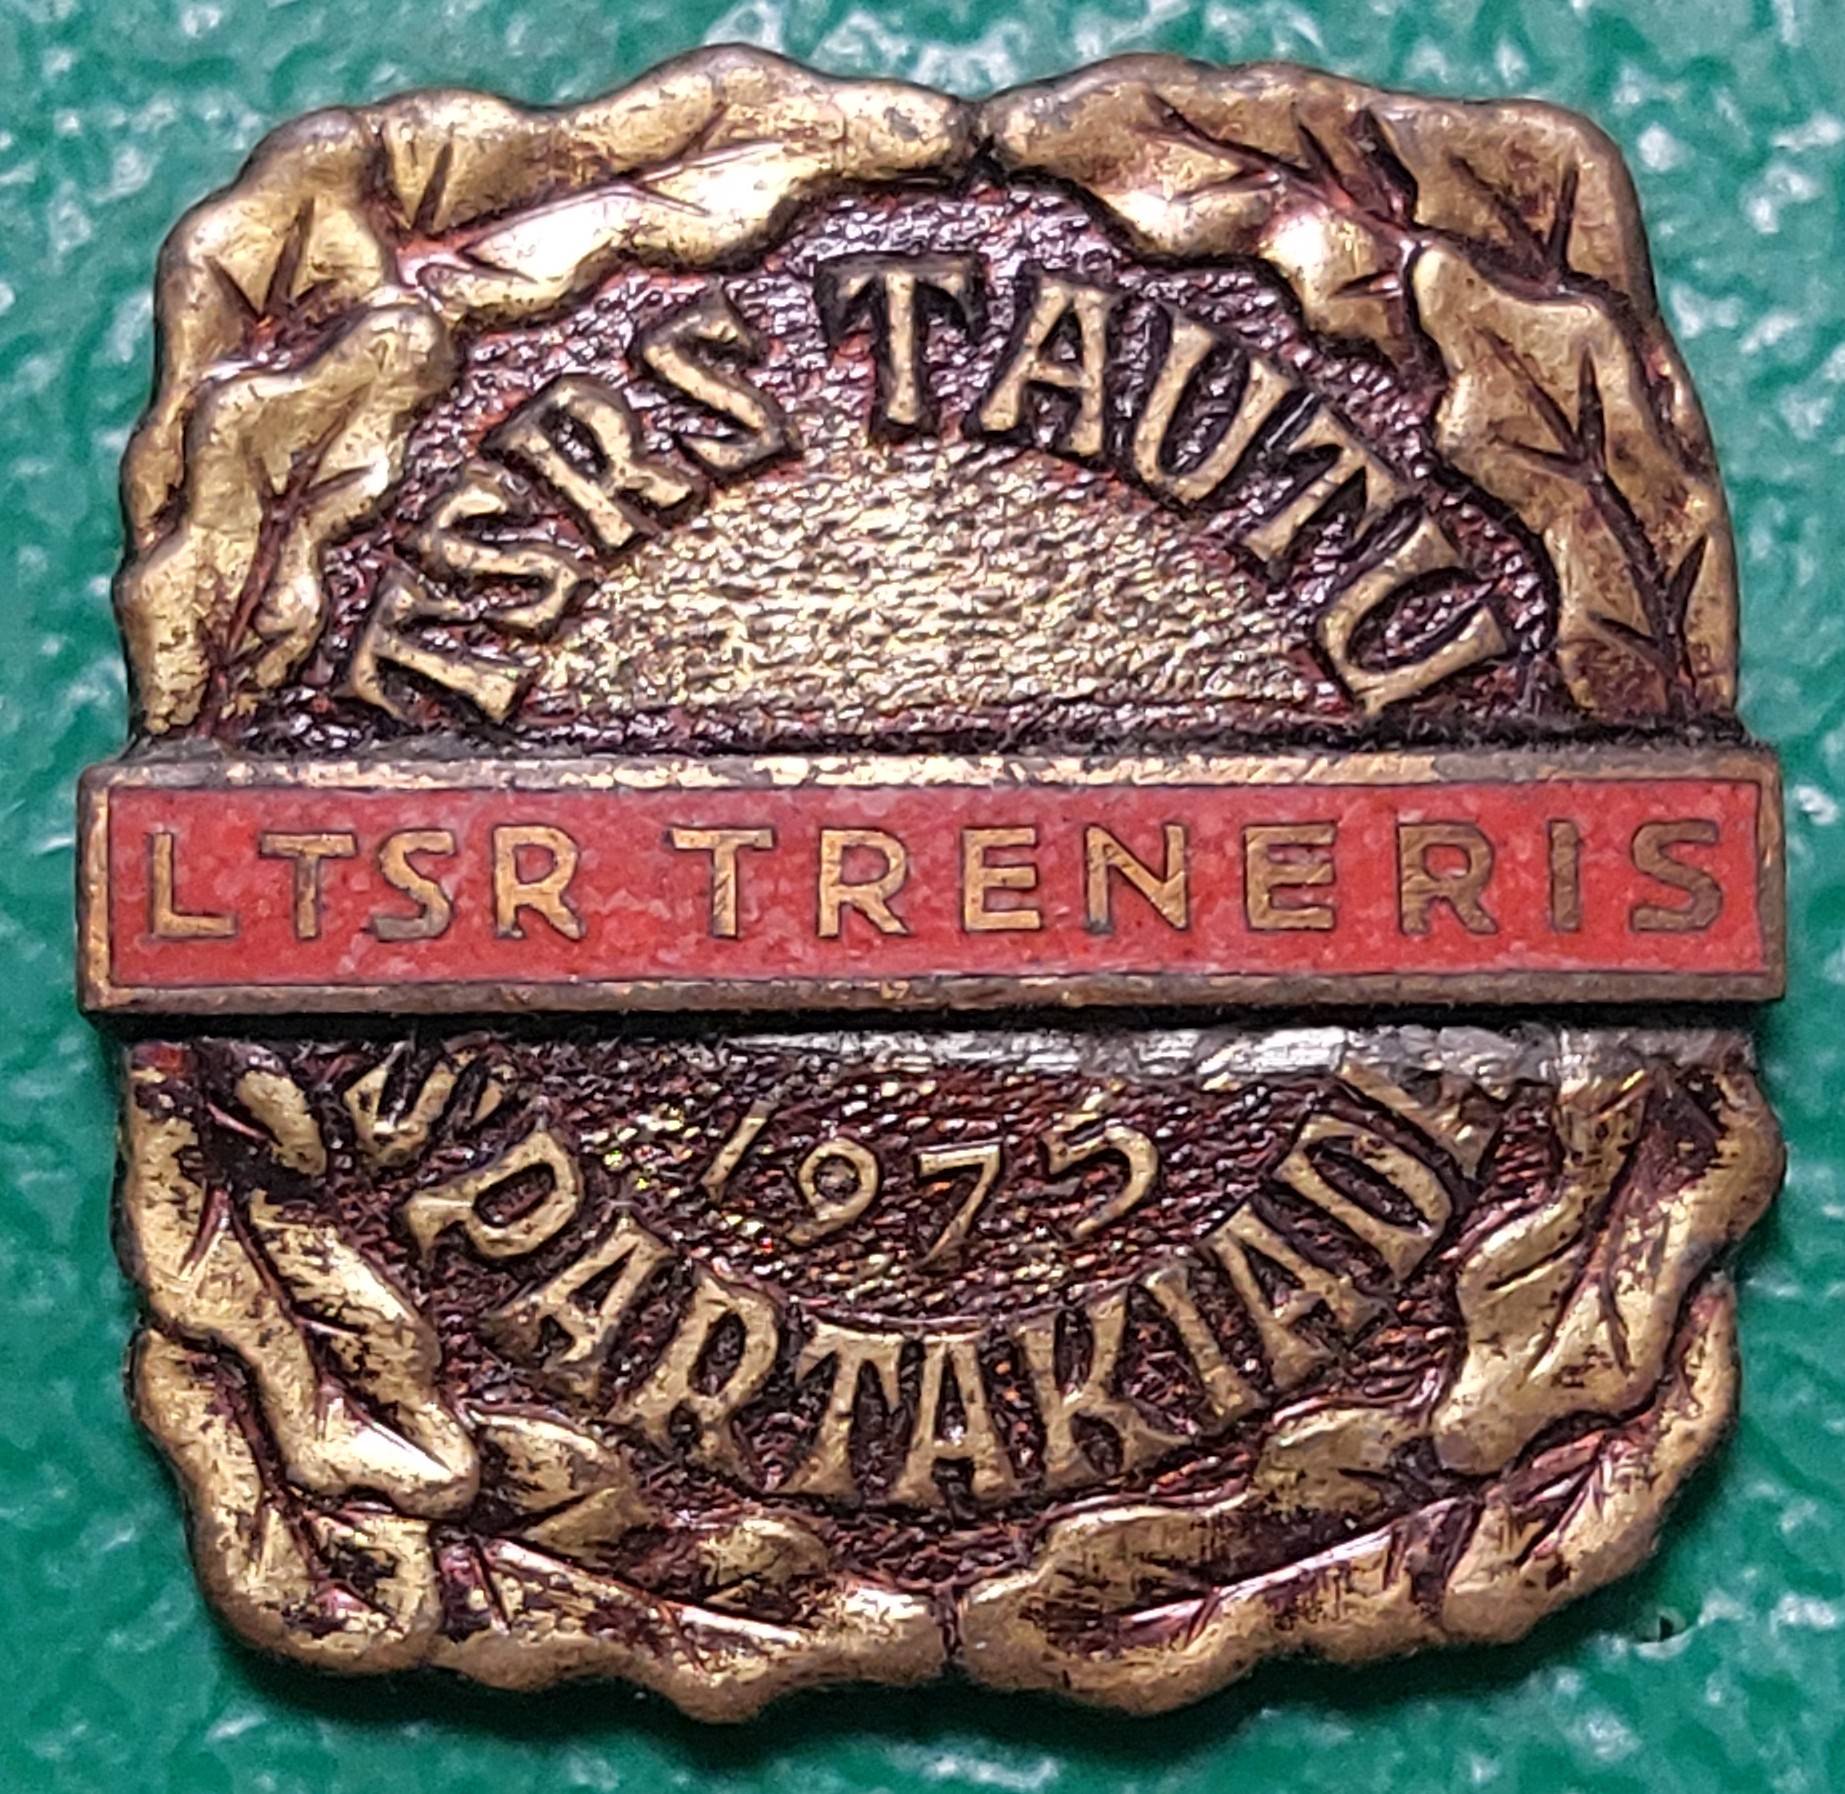 TSRS TAUTŲ
LTSR TRENERIS
1975
SPARTAKIADA